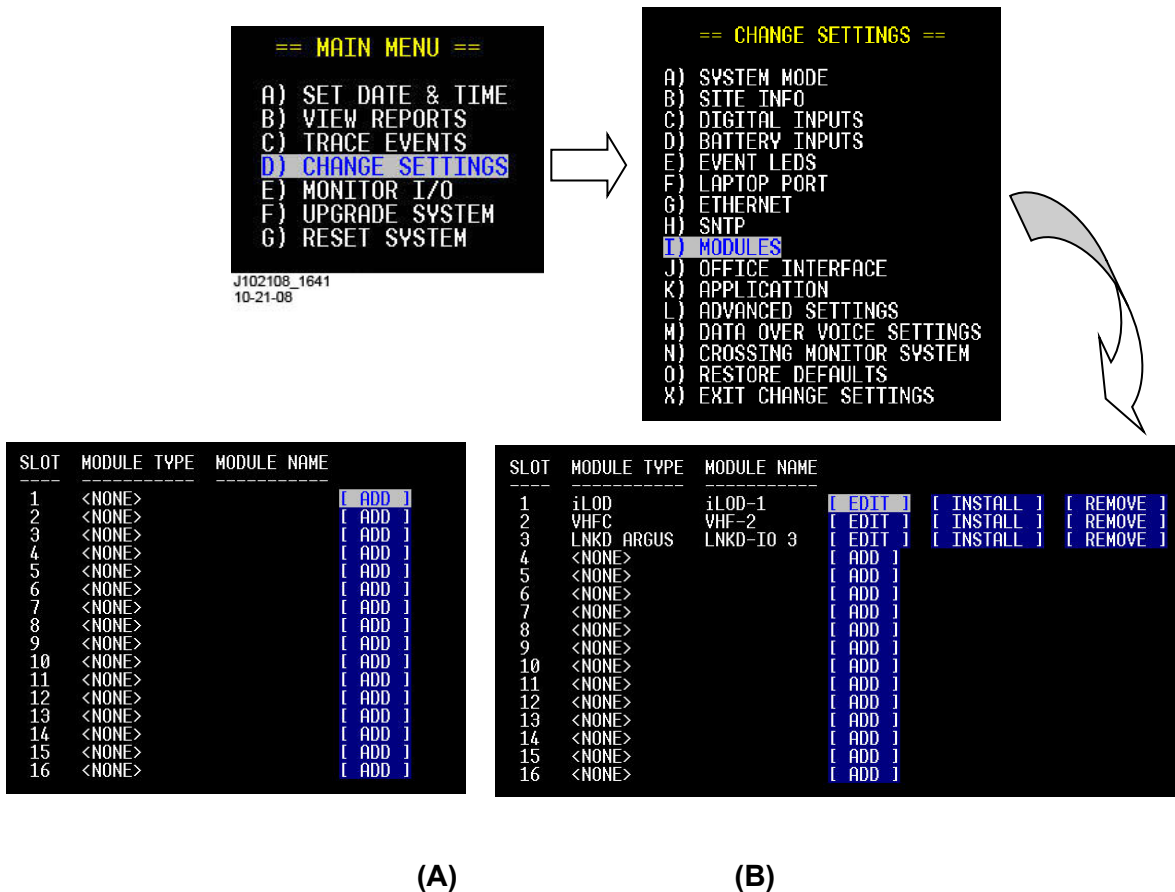 == MAIN MENU ==
A) SET DATE & TIME
B) VIEW REPORTS
C) TRACE EVENTS
D) CHANGE SETTINGS
E) MONITOR I/O
F) UPGRADE SYSTEM
G) RESET SYSTEM
J102108_1641
10-21-08
== CHANGE SETTINGS ==
A) SYSTEM MODE
B) SITE INFO
C) DIGITAL INPUTS
D) BATTERY INPUTS
E) EVENT LEDS
F) LAPTOP PORT
G) ETHERNET
H) SNTP
I) MODULES
J) OFFICE INTERFACE
K) APPLICATION
L) ADVANCED SETTINGS
M) DATA OVER VOICE SETTINGS
N) CROSSING MONITOR SYSTEM
O) RESTORE DEFAULTS
X) EXIT CHANGE SETTINGS
SLOT MODULE TYPE MODULE NAME
---- ----------- -----------
1 <NONE> [ ADD ]
2 <NONE> [ ADD ]
3 <NONE> [ ADD ]
4 <NONE> [ ADD ]
5 <NONE> [ ADD ]
6 <NONE> [ ADD ]
7 <NONE> [ ADD ]
8 <NONE> [ ADD ]
9 <NONE> [ ADD ]
10 <NONE> [ ADD ]
11 <NONE> [ ADD ]
12 <NONE> [ ADD ]
13 <NONE> [ ADD ]
14 <NONE> [ ADD ]
15 <NONE> [ ADD ]
16 <NONE> [ ADD ]
SLOT MODULE TYPE MODULE NAME
---- ----------- -----------
1 iLOD iLOD-1 [ EDIT ] [ INSTALL ] [ REMOVE ]
2 VHFC VHF-2 [ EDIT ] [ INSTALL ] [ REMOVE ]
3 LNKD ARGUS LNKD-IO 3 [ EDIT ] [ INSTALL ] [ REMOVE ]
4 <NONE> [ ADD ]
5 <NONE> [ ADD ]
6 <NONE> [ ADD ]
7 <NONE> [ ADD ]
8 <NONE> [ ADD ]
9 <NONE> [ ADD ]
10 <NONE> [ ADD ]
11 <NONE> [ ADD ]
12 <NONE> [ ADD ]
13 <NONE> [ ADD ]
14 <NONE> [ ADD ]
15 <NONE> [ ADD ]
16 <NONE> [ ADD ]
(A) (B)